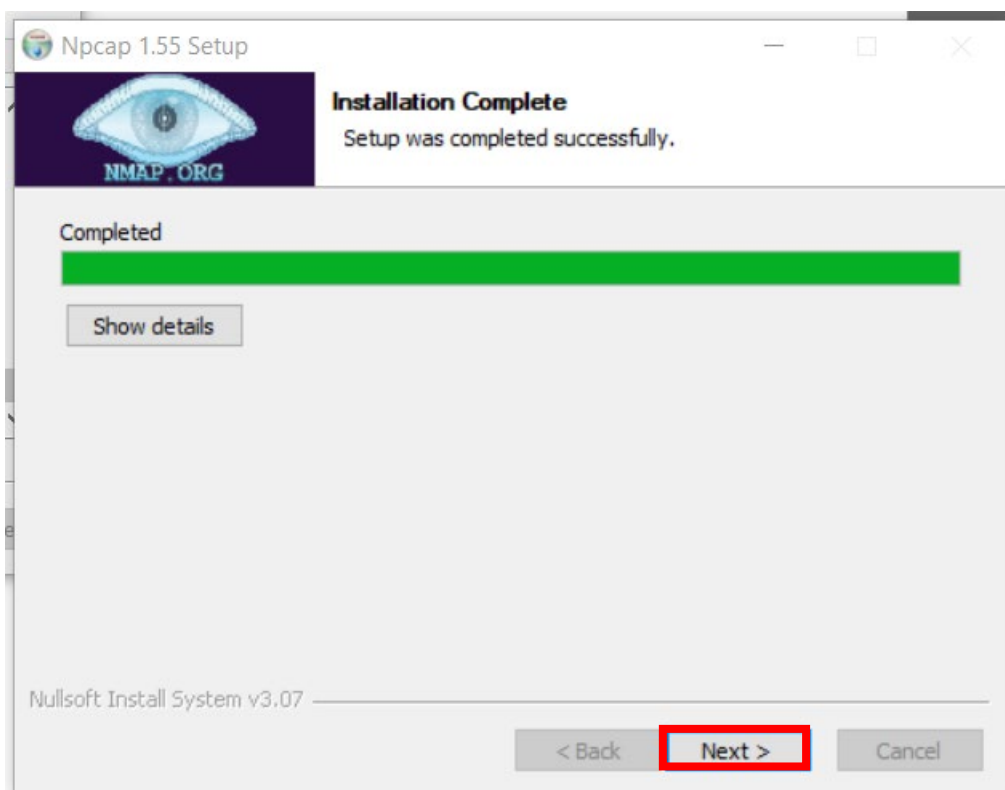 Npcap 1.55 Setup
NMAP.ORG
Installation Complete
Setup was completed successfully.
Completed
Show details
Nullsoft Install System v3.07
< Back
Next >
Cancel